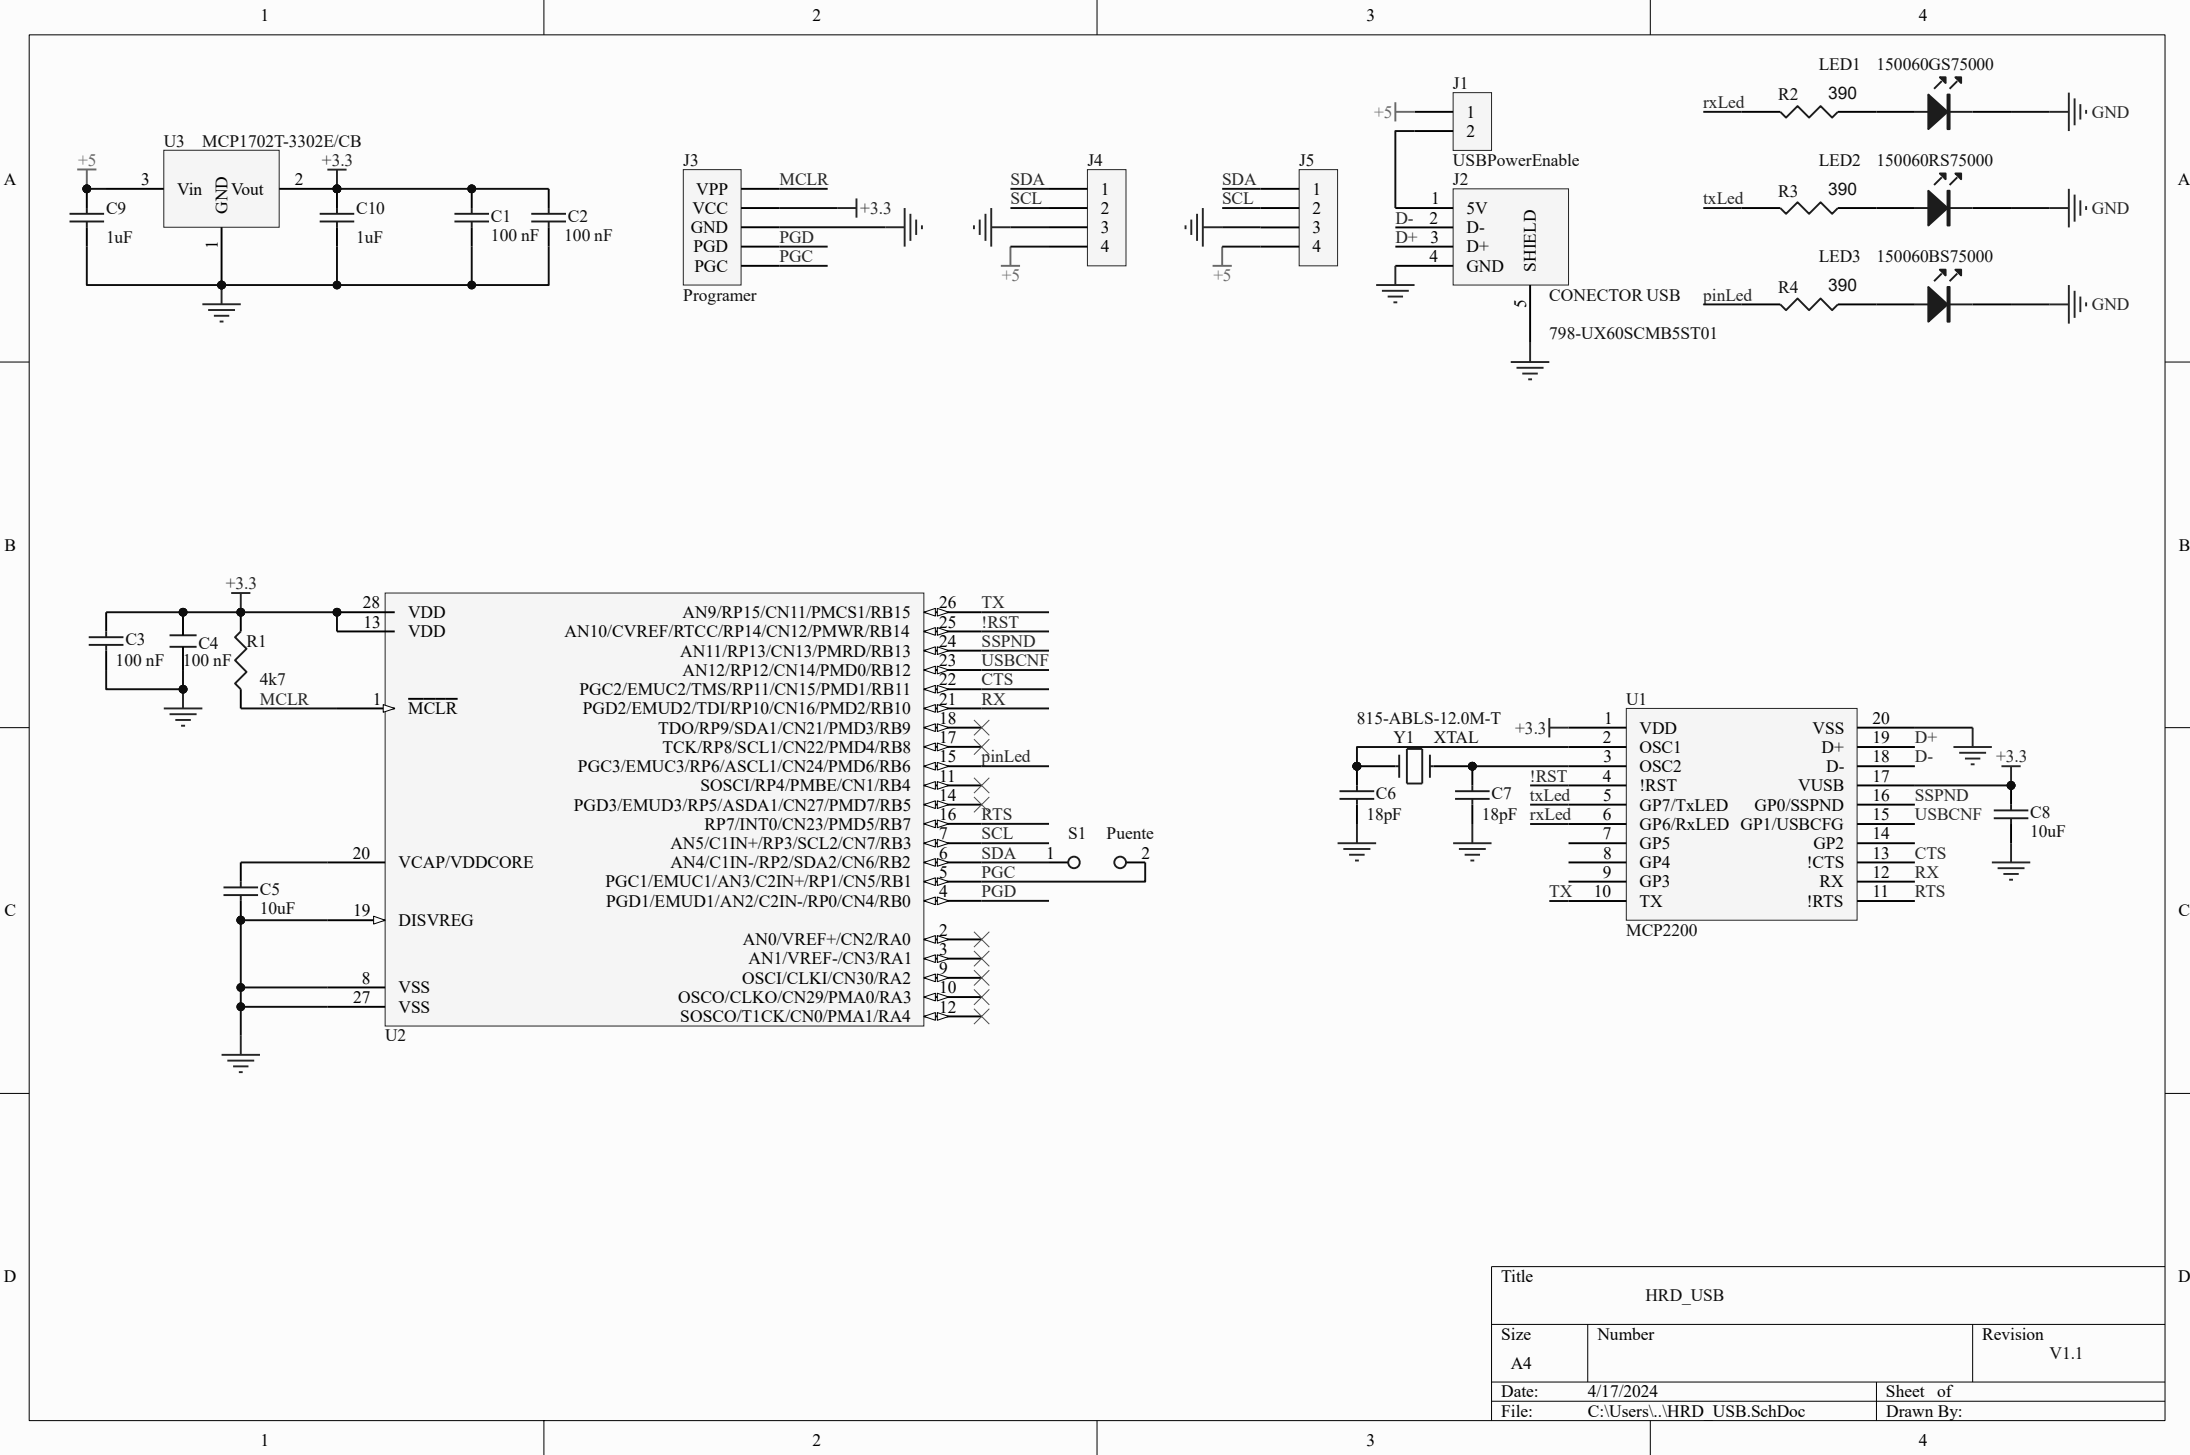 1 2 3 4
A A
B B
C C
D D
1 2 3 4
U3 MCP1702T-3302E/CB
+5
+3.3
3 Vin GND Vout 2
1
C9
1uF
C10
1uF
C1
100 nF
C2
100 nF
J3
VPP MCLR
VCC +3.3
GND
PGD PGD
PGC PGC
Programer
J4
SDA 1
SCL 2
3
4
+5
J5
SDA 1
SCL 2
3
4
+5
J1
+5 1
2
USBPowerEnable
J2
1 5V
D- 2 D-
D+ 3 D+
4 GND
SHIELD
5
CONECTOR USB
798-UX60SCMB5ST01
LED1 150060GS75000
rxLed R2 390 GND
LED2 150060RS75000
txLed R3 390 GND
LED3 150060BS75000
pinLed R4 390 GND
+3.3
C3
100 nF
C4
100 nF
R1
4k7
MCLR
28 VDD
13 VDD
1 MCLR
20 VCAP/VDDCORE
C5
10uF
19 DISVREG
8 VSS
27 VSS
U2
AN9/RP15/CN11/PMCS1/RB15 26 TX
AN10/CVREF/RTCC/RP14/CN12/PMWR/RB14 25 !RST
AN11/RP13/CN13/PMRD/RB13 24 SSPND
AN12/RP12/CN14/PMD0/RB12 23 USBCNF
PGC2/EMUC2/TMS/RP11/CN15/PMD1/RB11 22 CTS
PGD2/EMUD2/TDI/RP10/CN16/PMD2/RB10 21 RX
TDO/RP9/SDA1/CN21/PMD3/RB9 18
TCK/RP8/SCL1/CN22/PMD4/RB8 17
PGC3/EMUC3/RP6/ASCL1/CN24/PMD6/RB6 15 pinLed
SOSCI/RP4/PMBE/CN1/RB4 11
PGD3/EMUD3/RP5/ASDA1/CN27/PMD7/RB5 14
RP7/INT0/CN23/PMD5/RB7 16 RTS
AN5/C1IN+/RP3/SCL2/CN7/RB3 7 SCL
AN4/C1IN-/RP2/SDA2/CN6/RB2 6 SDA
PGC1/EMUC1/AN3/C2IN+/RP1/CN5/RB1 5 PGC
PGD1/EMUD1/AN2/C2IN-/RP0/CN4/RB0 4 PGD
AN0/VREF+/CN2/RA0 2
AN1/VREF-/CN3/RA1 3
OSCI/CLKI/CN30/RA2 9
OSCO/CLKO/CN29/PMA0/RA3 10
SOSCO/T1CK/CN0/PMA1/RA4 12
S1 Puente
1 2
815-ABLS-12.0M-T
Y1 XTAL
C6
18pF
C7
18pF
U1
+3.3 1 VDD
2 OSC1
3 OSC2
!RST 4 !RST
txLed 5 GP7/TxLED
rxLed 6 GP6/RxLED
7 GP5
8 GP4
9 GP3
TX 10 TX
VSS 20
D+ 19 D+
D- 18 D-
VUSB 17
GP0/SSPND 16 SSPND
GP1/USBCFG 15 USBCNF
GP2 14
!CTS 13 CTS
RX 12 RX
!RTS 11 RTS
MCP2200
+3.3
C8
10uF
Title
HRD_USB
Size Number Revision
A4 V1.1
Date: 4/17/2024 Sheet of
File: C:\Users\..\HRD_USB.SchDoc Drawn By: